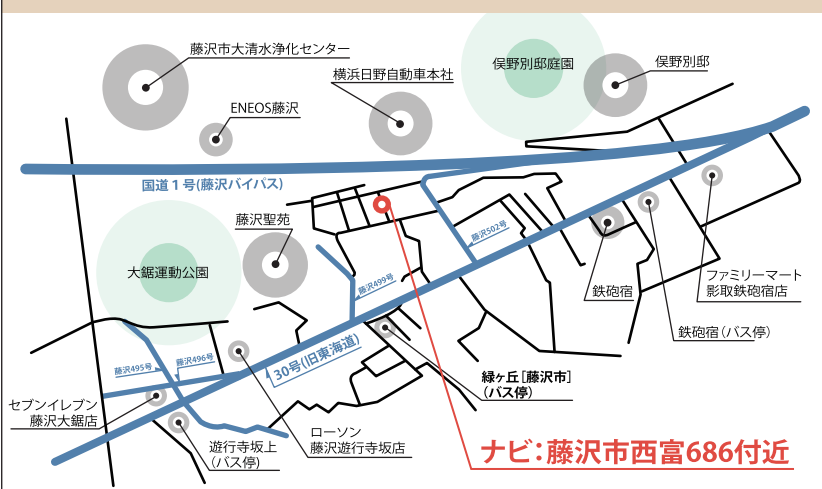 藤沢市大清水浄化センター
俣野別邸庭園
俣野別邸
横浜日野自動車本社
ENEOS藤沢
国道1号(藤沢バイパス)
藤沢聖苑
藤沢502号
大鋸運動公園
藤沢499号
鉄砲宿
ファミリーマート
影取鉄砲宿店
鉄砲宿(バス停)
30号(旧東海道)
藤沢495号
藤沢496号
緑ヶ丘[藤沢市]
(バス停)
セブンイレブン
藤沢大鋸店
遊行寺坂上
(バス停)
ローソン
藤沢遊行寺坂店
ナビ:藤沢市西富686付近